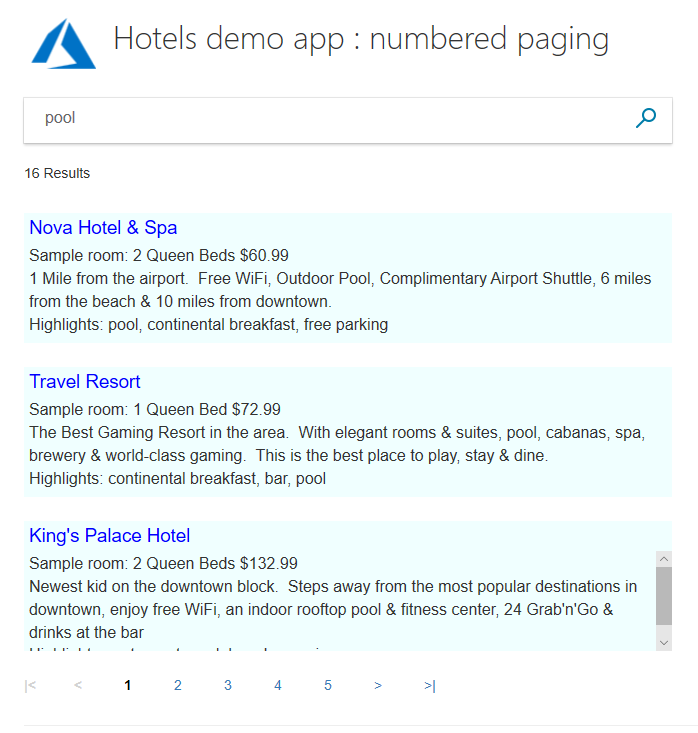 Hotels demo app : numbered paging
pool
16 Results
Nova Hotel & Spa
Sample room: 2 Queen Beds $60.99
1 Mile from the airport.  Free WiFi, Outdoor Pool, Complimentary Airport Shuttle, 6 miles
from the beach & 10 miles from downtown.
Highlights: pool, continental breakfast, free parking
Travel Resort
Sample room: 1 Queen Bed $72.99
The Best Gaming Resort in the area.  With elegant rooms & suites, pool, cabanas, spa,
brewery & world-class gaming.  This is the best place to play, stay & dine.
Highlights: continental breakfast, bar, pool
King's Palace Hotel
Sample room: 2 Queen Beds $132.99
Newest kid on the downtown block.  Steps away from the most popular destinations in
downtown, enjoy free WiFi, an indoor rooftop pool & fitness center, 24 Grab'n'Go &
drinks at the bar
|< < 1 2 3 4 5 > >|